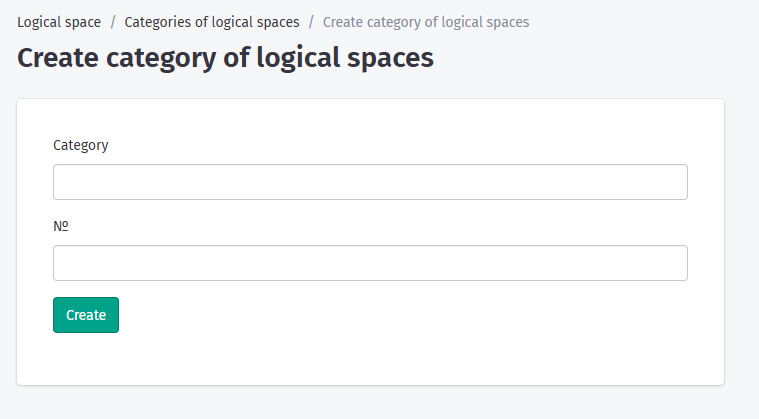 Logical space / Categories of logical spaces / Create category of logical spaces
Create category of logical spaces
Category
№
Create